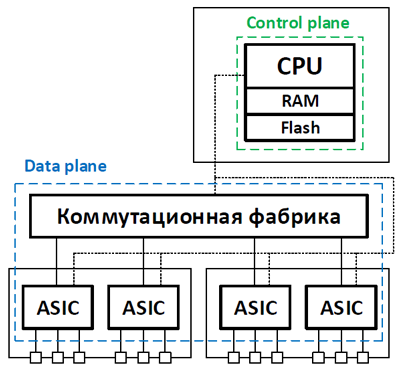 Control plane
CPU
RAM
Flash
Data plane
Коммутационная фабрика
ASIC
ASIC
ASIC
ASIC